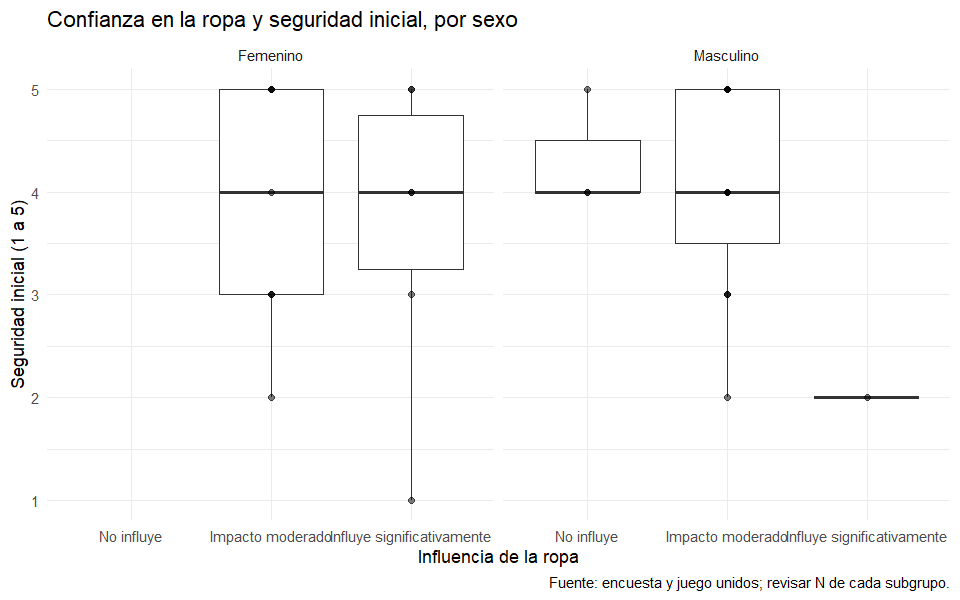 Confianza en la ropa y seguridad inicial, por sexo
Femenino
Masculino
Seguridad inicial (1 a 5)
5
4
3
2
1
No influye
Impacto moderado
Influye significativamente
No influye
Impacto moderado
Influye significativamente
Influencia de la ropa
Fuente: encuesta y juego unidos; revisar N de cada subgrupo.